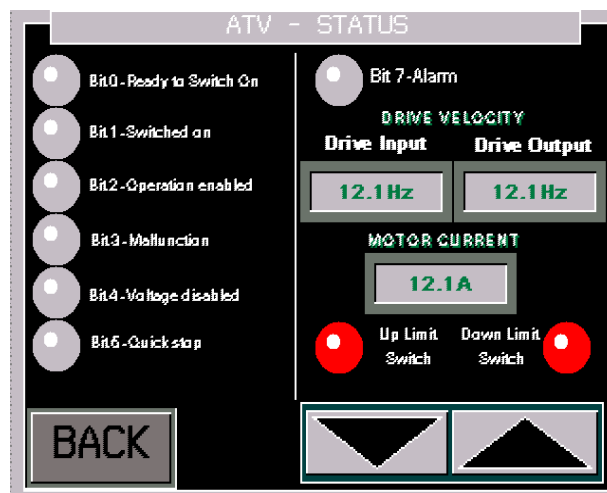 ATV - STATUS
Bit0-Ready to Switch On
Bit1-Switched on
Bit2-Operation enabled
Bit3-Malfunction
Bit4-Voltage disabled
Bit5-Quick stop
Bit 7-Alarm
DRIVE VELOCITY
Drive Input
Drive Output
12.1Hz
12.1Hz
MOTOR CURRENT
12.1A
Up Limit
Switch
Down Limit
Switch
BACK